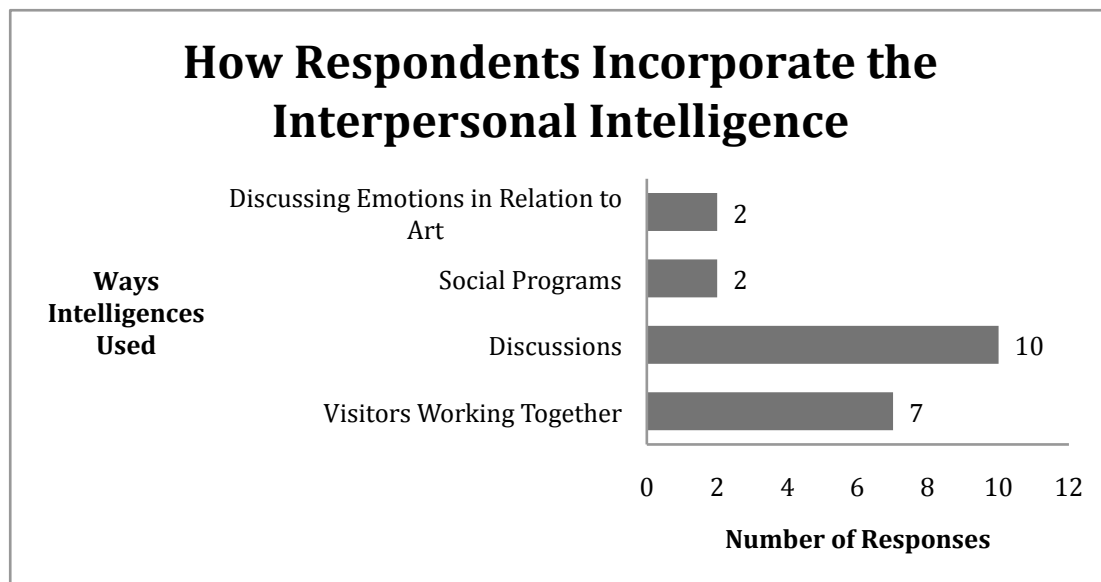 How Respondents Incorporate the
Interpersonal Intelligence
Discussing Emotions in Relation to
Art
2
Social Programs
2
Ways
Intelligences
Used
Discussions
10
Visitors Working Together
7
0 2 4 6 8 10 12
Number of Responses